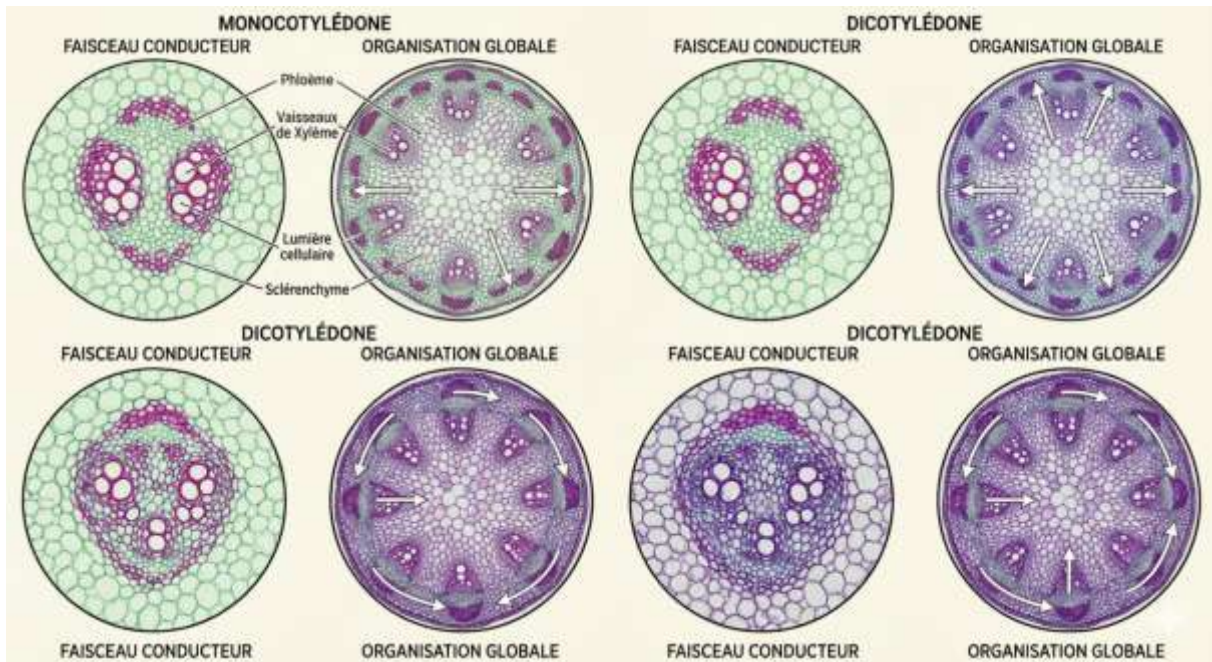 MONOCOTYLÉDONE
DICOTYLÉDONE
FAISCEAU CONDUCTEUR
ORGANISATION GLOBALE
FAISCEAU CONDUCTEUR
ORGANISATION GLOBALE
Phloème
Vaisseaux
de Xylème
Lumière
cellulaire
Sclérenchyme
DICOTYLÉDONE
DICOTYLÉDONE
FAISCEAU CONDUCTEUR
ORGANISATION GLOBALE
FAISCEAU CONDUCTEUR
ORGANISATION GLOBALE
FAISCEAU CONDUCTEUR
ORGANISATION GLOBALE
FAISCEAU CONDUCTEUR
ORGANISATION GLOBALE